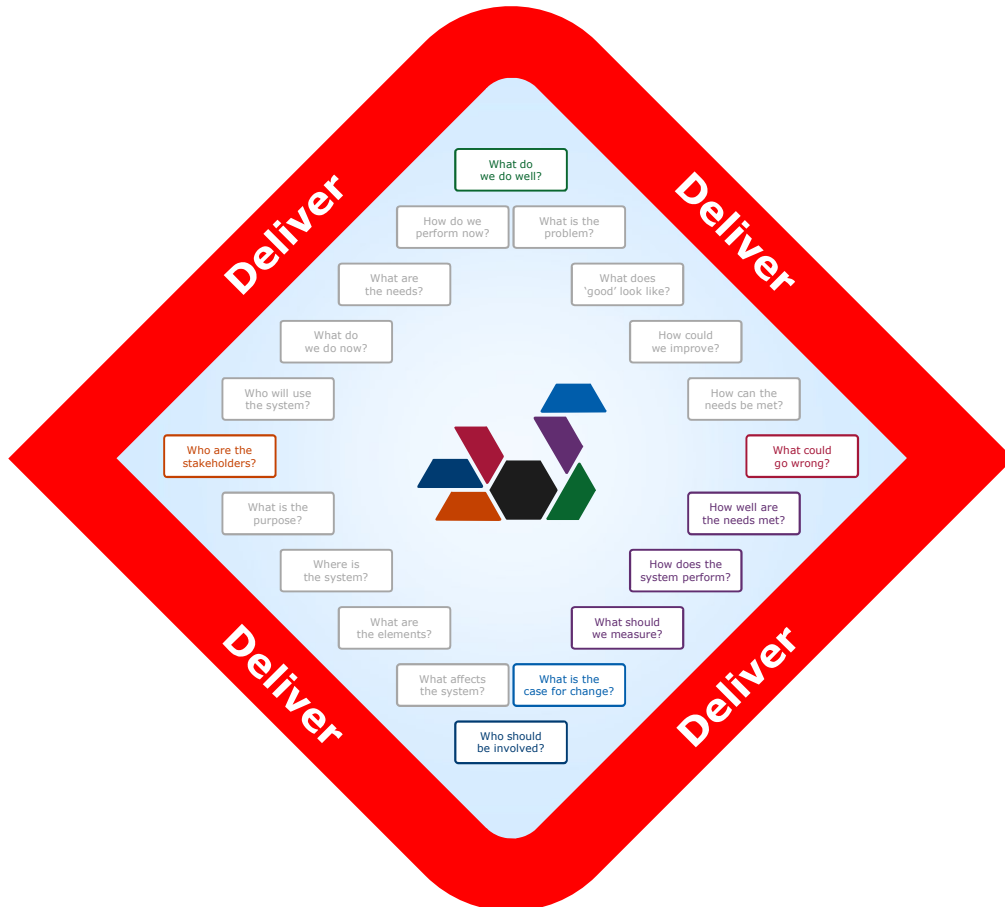 What do
we do well?
How do we
perform now?
What is the
problem?
Deliver
Deliver
What are
the needs?
What does
‘good’ look like?
What do
we do now?
How could
we improve?
Who will use
the system?
How can the
needs be met?
Who are the
stakeholders?
What could
go wrong?
What is the
purpose?
How well are
the needs met?
Where is
the system?
How does the
system perform?
What are
the elements?
What should
we measure?
Deliver
Deliver
What affects
the system?
What is the
case for change?
Who should
be involved?